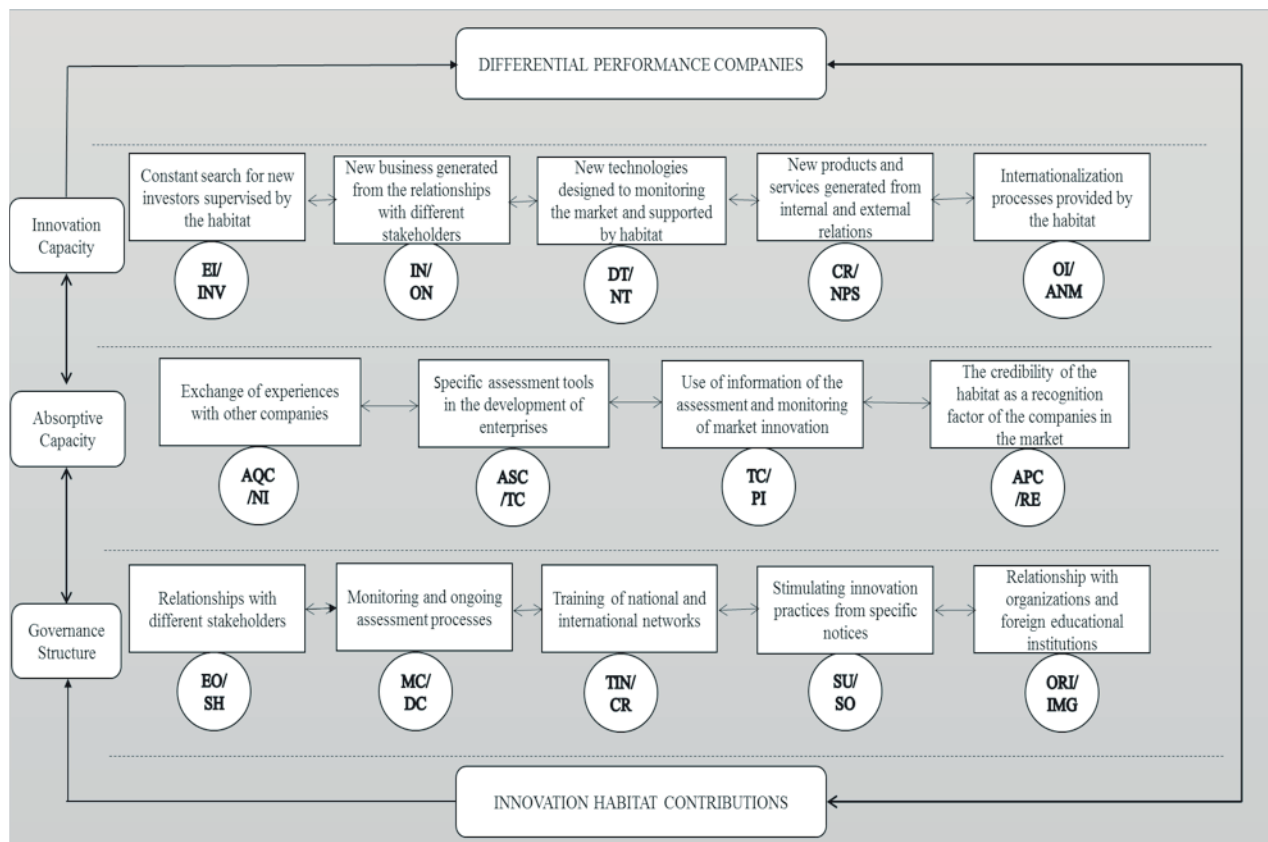 DIFFERENTIAL PERFORMANCE COMPANIES
Innovation
Capacity
Constant search for new
investors supervised by the
habitat
New business generated
from the relationships
with different
stakeholders
New technologies
designed to monitoring
the market and supported
by habitat
New products and
services generated from
internal and external
relations
Internationalization
processes provided by
the habitat
EI/
INV
IN/
ON
DT/
NT
CR/
NPS
OI/
ANM
Absorptive
Capacity
Exchange of experiences
with other companies
Specific assessment tools
in the development of
enterprises
Use of information of the
assessment and monitoring
of market innovation
The credibility of the
habitat as a recognition
factor of the companies in
the market
AQC
/NI
ASC
/TC
TC/
PI
APC
/RE
Governance
Structure
Relationships with
different stakeholders
Monitoring and ongoing
assessment processes
Training of national and
international networks
Stimulating innovation
practices from specific
notices
Relationship with
organizations and
foreign educational
institutions
EO/
SH
MC/
DC
TIN/
CR
SU/
SO
ORI/
IMG
INNOVATION HABITAT CONTRIBUTIONS